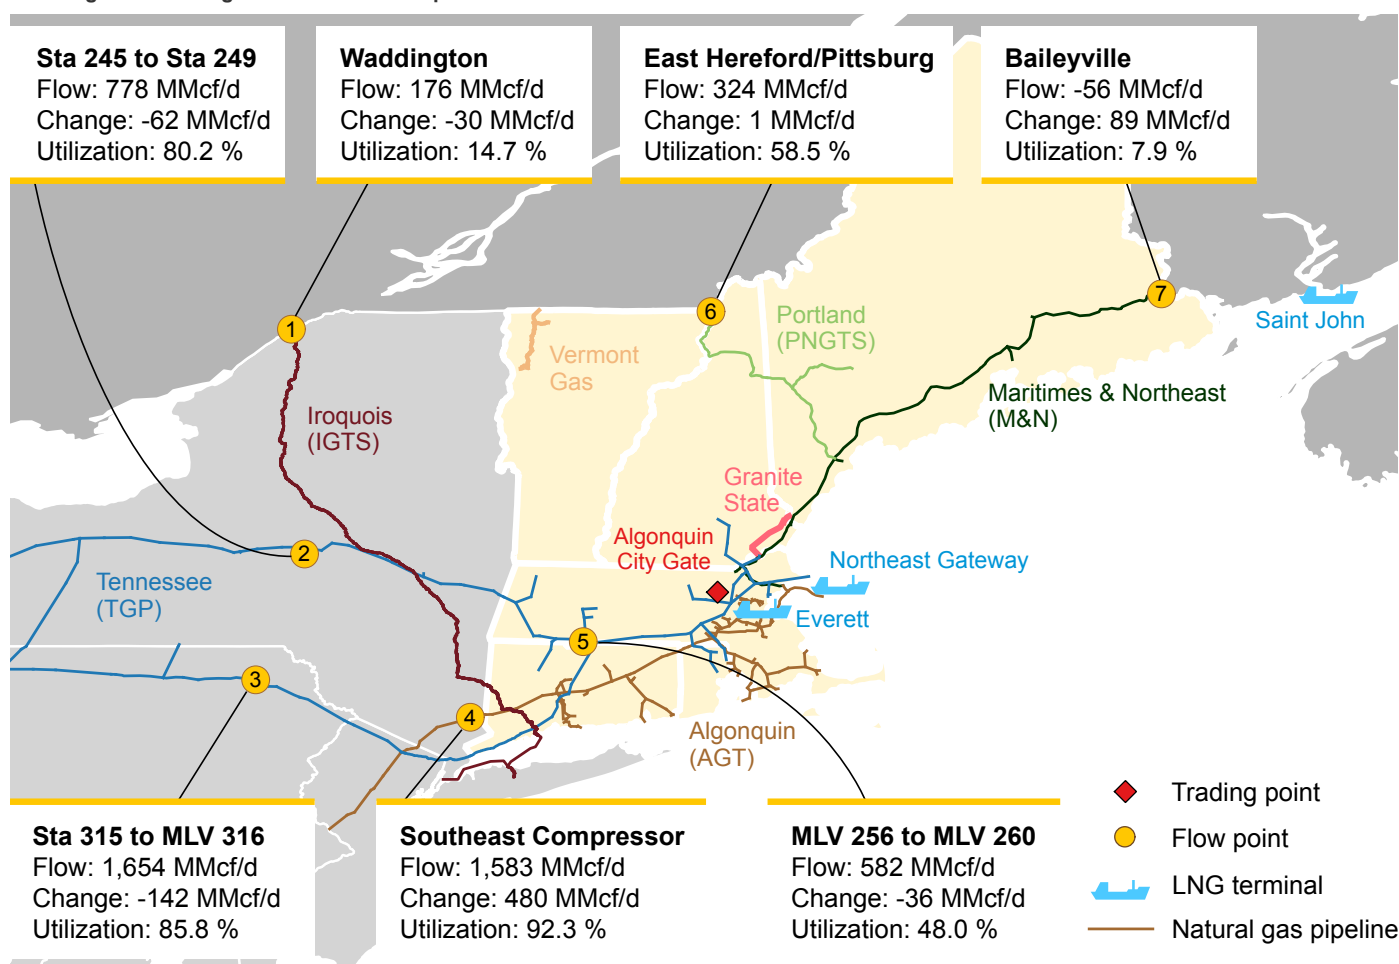 Sta 245 to Sta 249
Flow: 778 MMcf/d
Change: -62 MMcf/d
Utilization: 80.2 %
Waddington
Flow: 176 MMcf/d
Change: -30 MMcf/d
Utilization: 14.7 %
East Hereford/Pittsburg
Flow: 324 MMcf/d
Change: 1 MMcf/d
Utilization: 58.5 %
Baileyville
Flow: -56 MMcf/d
Change: 89 MMcf/d
Utilization: 7.9 %
7
6
1
Saint John
Portland
(PNGTS)
Vermont
Gas
Maritimes & Northeast
(M&N)
Iroquois
(IGTS)
Granite
State
Algonquin
City Gate
2
Northeast Gateway
Tennessee
(TGP)
Everett
5
3
4
Algonquin
(AGT)
Trading point
Flow point
LNG terminal
Natural gas pipeline
Sta 315 to MLV 316
Flow: 1,654 MMcf/d
Change: -142 MMcf/d
Utilization: 85.8 %
Southeast Compressor
Flow: 1,583 MMcf/d
Change: 480 MMcf/d
Utilization: 92.3 %
MLV 256 to MLV 260
Flow: 582 MMcf/d
Change: -36 MMcf/d
Utilization: 48.0 %